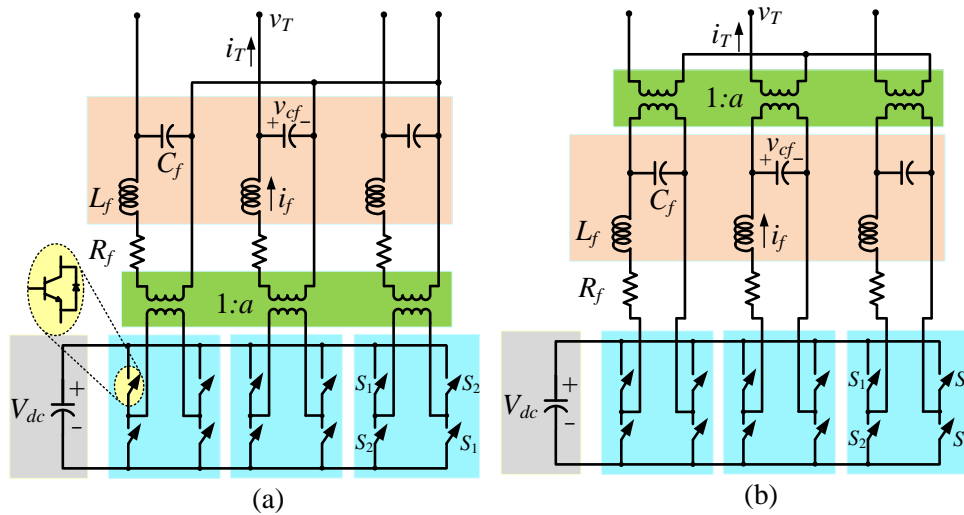 v_T
i_T
v_cf
+ −
C_f
L_f
i_f
R_f
1:a
S_1
S_2
+
V_dc
-
S_2
S_1
(a)
v_T
i_T
1:a
v_cf
+ −
C_f
L_f
i_f
R_f
S_1
S
+
V_dc
-
S_2
S
(b)